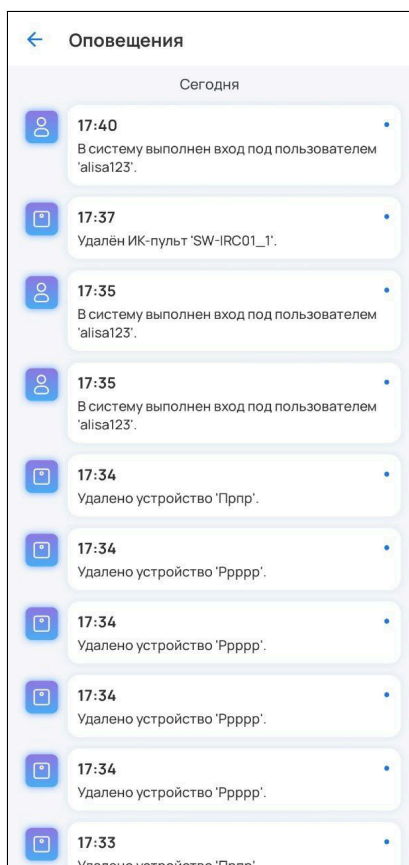 Оповещения
Сегодня
17:40
В систему выполнен вход под пользователем
'alisa123'.
17:37
Удалён ИК-пульт 'SW-IRC01_1'.
17:35
В систему выполнен вход под пользователем
'alisa123'.
17:35
В систему выполнен вход под пользователем
'alisa123'.
17:34
Удалено устройство 'Прпр'.
17:34
Удалено устройство 'Ррррр'.
17:34
Удалено устройство 'Ррррр'.
17:34
Удалено устройство 'Ррррр'.
17:34
Удалено устройство 'Ррррр'.
17:33
Удалено устройство 'Прпр'.